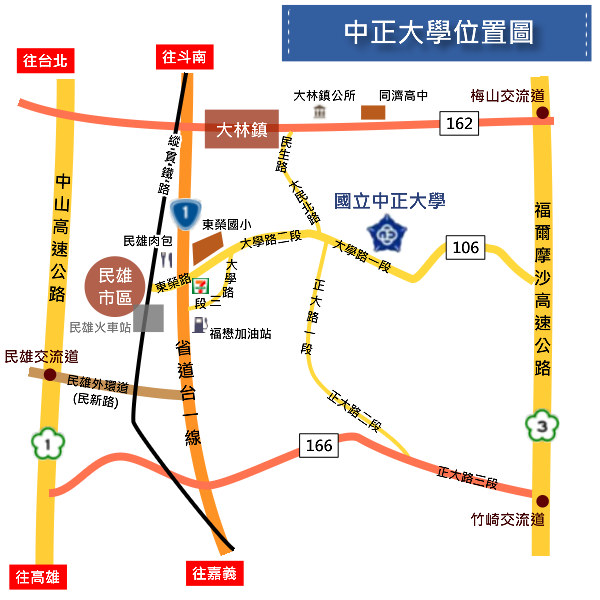 中正大學位置圖
往台北
往斗南
大林鎮公所
同濟高中
梅山交流道
大林鎮
162
縱貫鐵路
民生路
大民北路
中山高速公路
國立中正大學
福爾摩沙高速公路
1
東榮國小
民雄肉包
大學路二段
大學路一段
106
民雄
市區
東榮路
大學路三段
7
正大路一段
民雄火車站
福懋加油站
省道台一線
民雄交流道
民雄外環道
(民新路)
正大路二段
1
3
166
正大路三段
竹崎交流道
往高雄
往嘉義